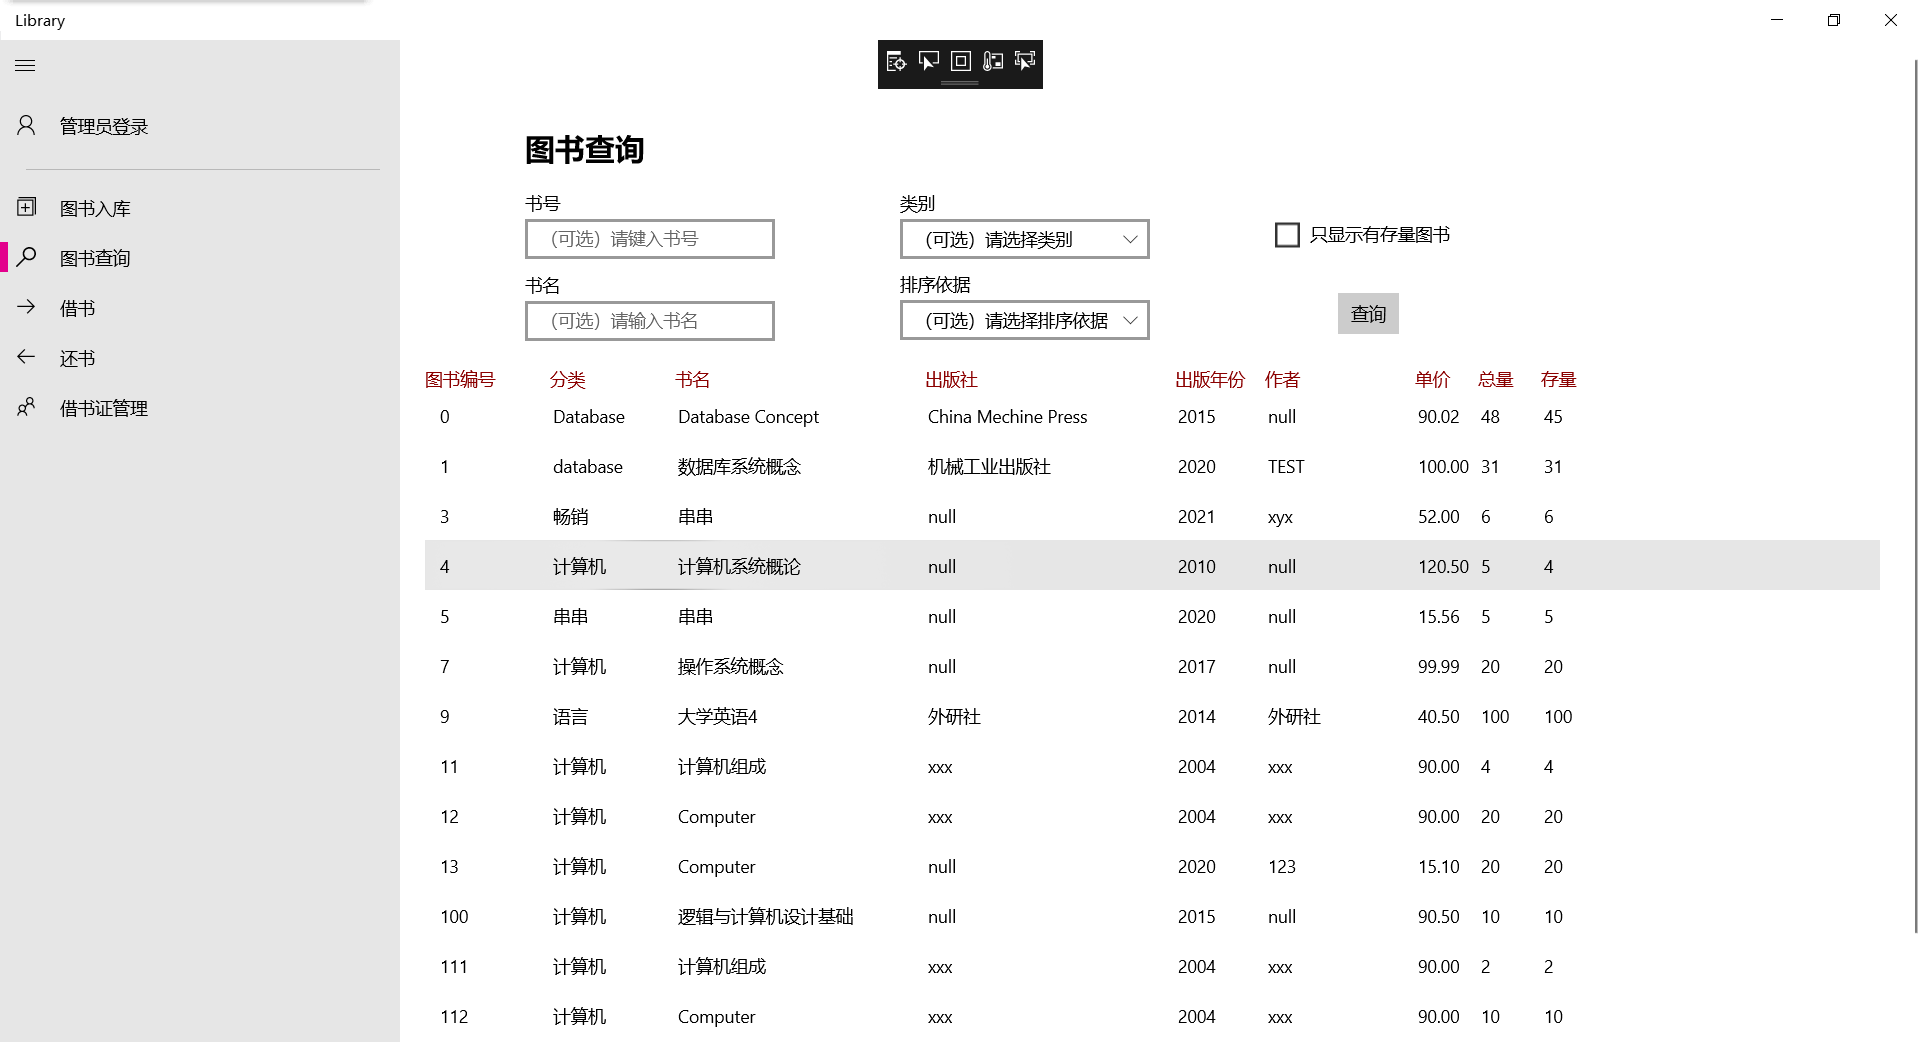 Library
管理员登录
图书入库
图书查询
借书
还书
借书证管理
图书查询
书号 类别
（可选）请键入书号 （可选）请选择类别 只显示有存量图书
书名 排序依据
（可选）请输入书名 （可选）请选择排序依据 查询
图书编号 分类 书名 出版社 出版年份 作者 单价 总量 存量
0 Database Database Concept China Mechine Press 2015 null 90.02 48 45
1 database 数据库系统概念 机械工业出版社 2020 TEST 100.00 31 31
3 畅销 串串 null 2021 xyx 52.00 6 6
4 计算机 计算机系统概论 null 2010 null 120.50 5 4
5 串串 串串 null 2020 null 15.56 5 5
7 计算机 操作系统概念 null 2017 null 99.99 20 20
9 语言 大学英语4 外研社 2014 外研社 40.50 100 100
11 计算机 计算机组成 xxx 2004 xxx 90.00 4 4
12 计算机 Computer xxx 2004 xxx 90.00 20 20
13 计算机 Computer null 2020 123 15.10 20 20
100 计算机 逻辑与计算机设计基础 null 2015 null 90.50 10 10
111 计算机 计算机组成 xxx 2004 xxx 90.00 2 2
112 计算机 Computer xxx 2004 xxx 90.00 10 10